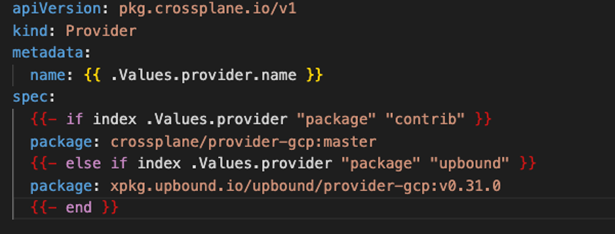 apiVersion: pkg.crossplane.io/v1
kind: Provider
metadata:
  name: {{ .Values.provider.name }}
spec:
  {{- if index .Values.provider "package" "contrib" }}
  package: crossplane/provider-gcp:master
  {{- else if index .Values.provider "package" "upbound" }}
  package: xpkg.upbound.io/upbound/provider-gcp:v0.31.0
  {{- end }}